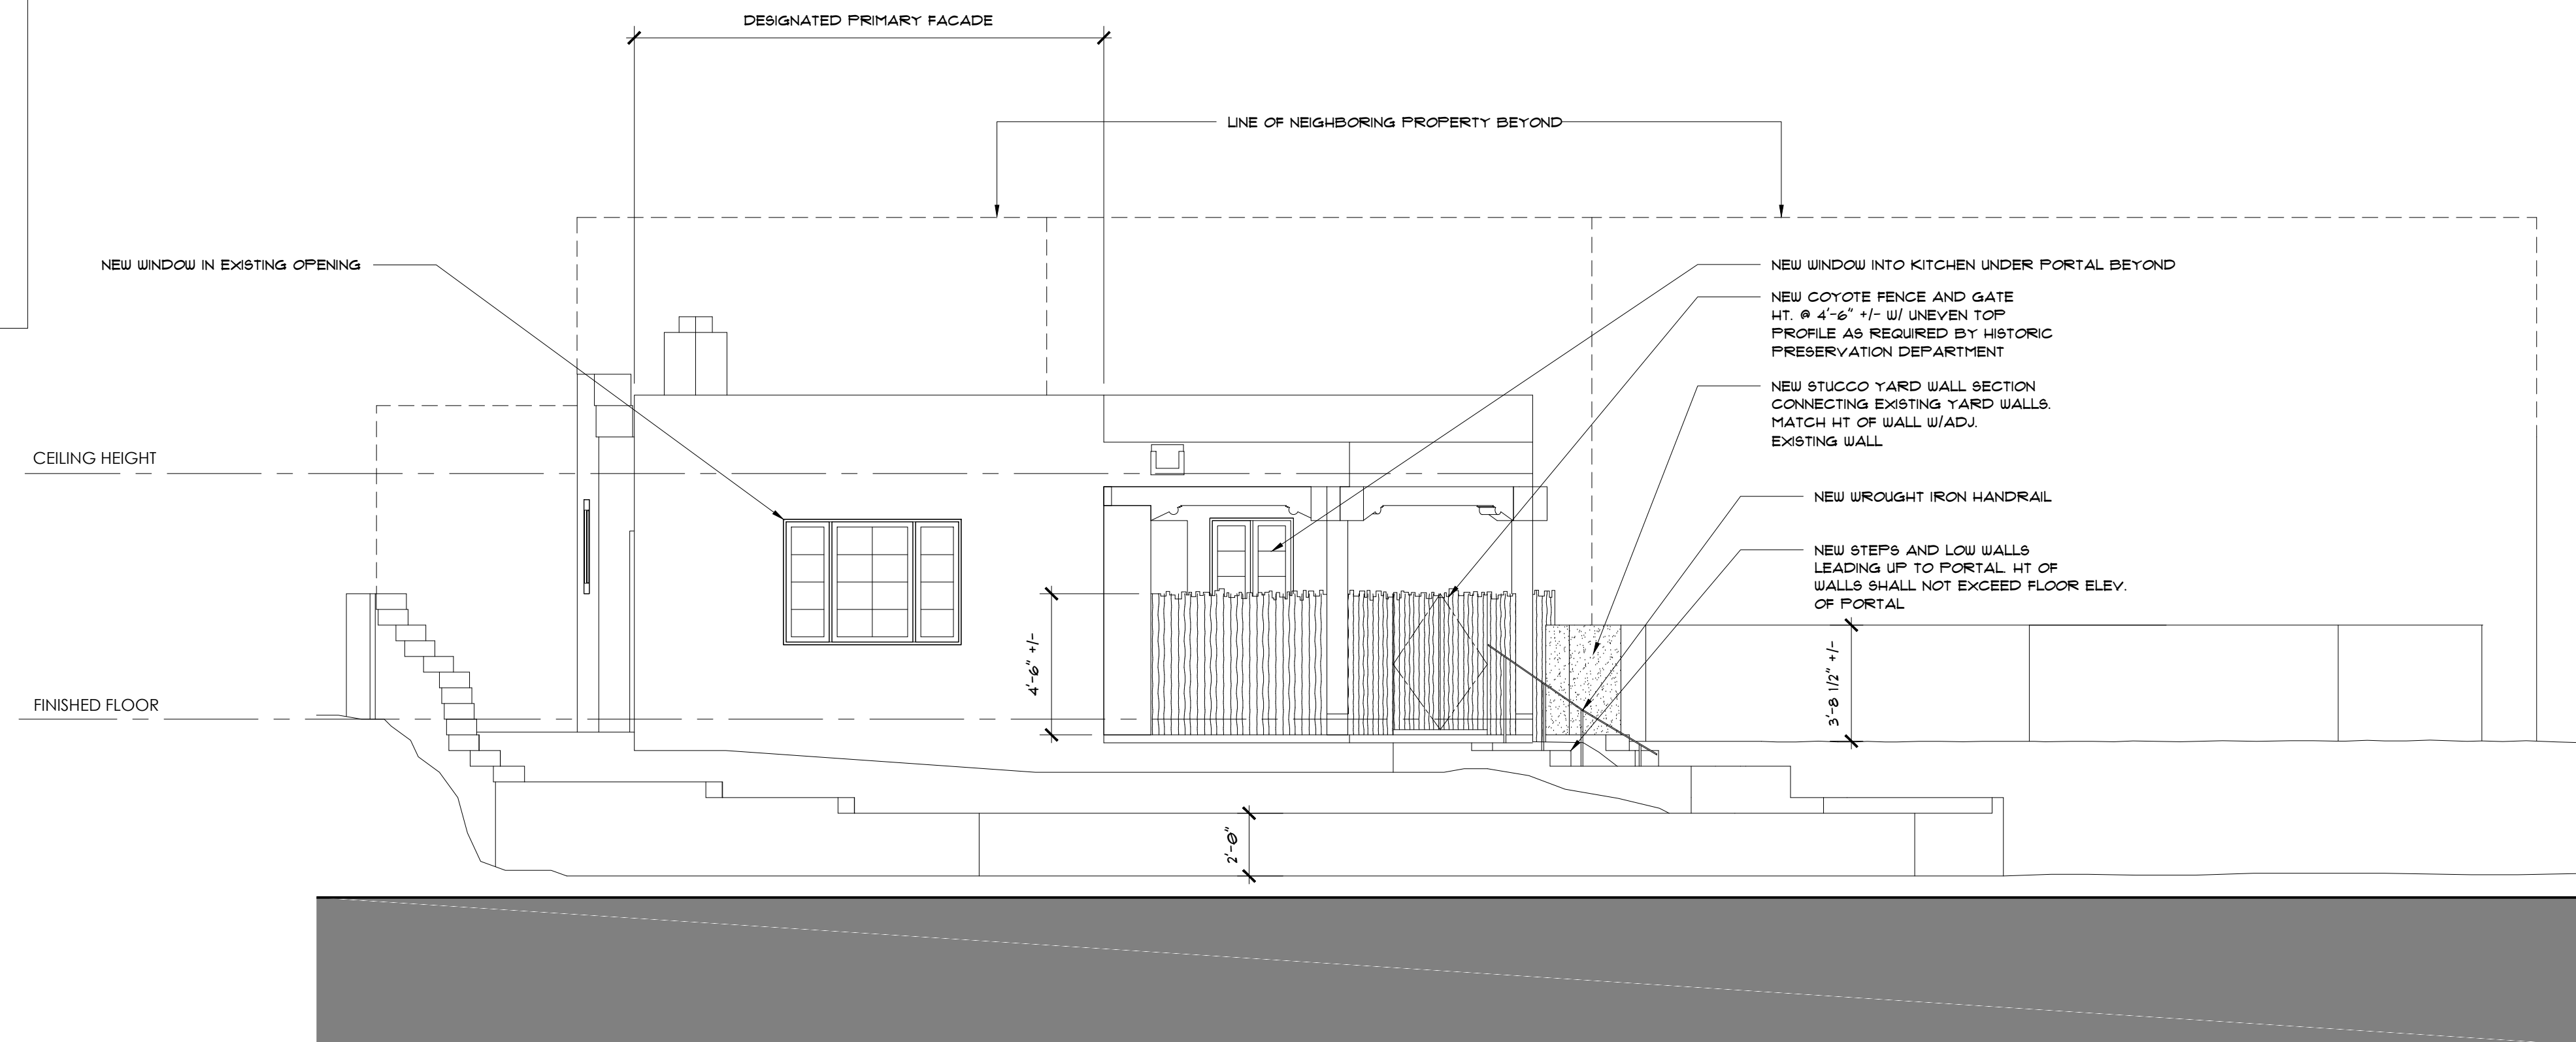 DESIGNATED PRIMARY FACADE
LINE OF NEIGHBORING PROPERTY BEYOND
NEW WINDOW IN EXISTING OPENING
NEW WINDOW INTO KITCHEN UNDER PORTAL BEYOND
NEW COYOTE FENCE AND GATE
HT. @ 4'-6" +/- W/ UNEVEN TOP
PROFILE AS REQUIRED BY HISTORIC
PRESERVATION DEPARTMENT
NEW STUCCO YARD WALL SECTION
CONNECTING EXISTING YARD WALLS.
MATCH HT OF WALL W/ADJ.
EXISTING WALL
CEILING HEIGHT
NEW WROUGHT IRON HANDRAIL
NEW STEPS AND LOW WALLS
LEADING UP TO PORTAL. HT OF
WALLS SHALL NOT EXCEED FLOOR ELEV.
OF PORTAL
4'-6" +/-
3'-8 1/2" +/-
FINISHED FLOOR
2'-0"